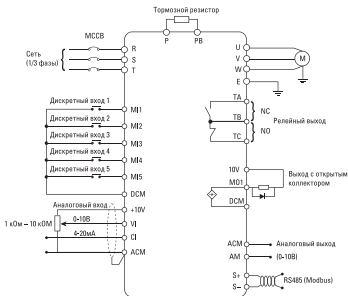 Тормозной резистор
P PB
MCCB
Сеть
(1/3 фазы)
R
S
T
U
V
W
M
E
TA
NC
TB
NO
TC
Релейный выход
Дискретный вход 1
MI1
Дискретный вход 2
MI2
Дискретный вход 3
MI3
Дискретный вход 4
MI4
Дискретный вход 5
MI5
DCM
10V
MO1
DCM
Выход с открытым
коллектором
Аналоговый вход
+10V
1 кОм – 10 кОМ
0-10В
VI
4-20мА
CI
ACM
ACM
Аналоговый выход
AM
(0-10В)
S+
S–
RS485 (Modbus)